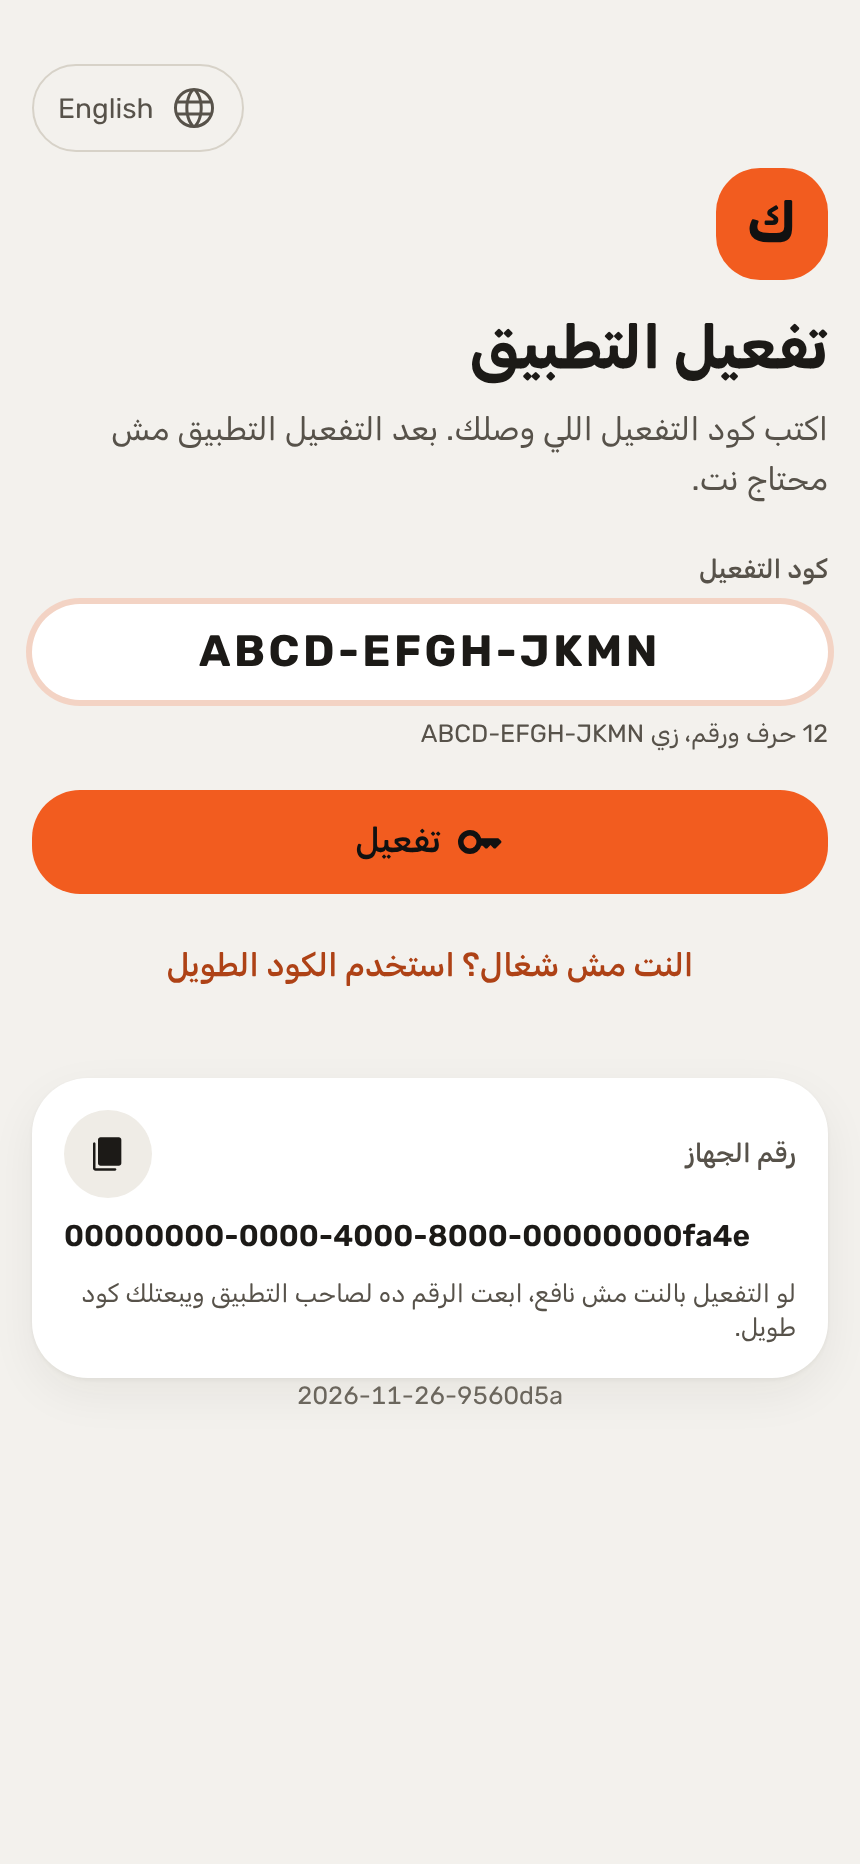 English
ك
تفعيل التطبيق
اكتب كود التفعيل اللي وصلك. بعد التفعيل التطبيق مش
محتاج نت.
كود التفعيل
ABCD-EFGH-JKMN
12 حرف ورقم، زي ABCD-EFGH-JKMN
تفعيل
النت مش شغال؟ استخدم الكود الطويل
رقم الجهاز
00000000-0000-4000-8000-00000000fa4e
لو التفعيل بالنت مش نافع، ابعت الرقم ده لصاحب التطبيق ويبعتلك كود
طويل.
2026-11-26-9560d5a